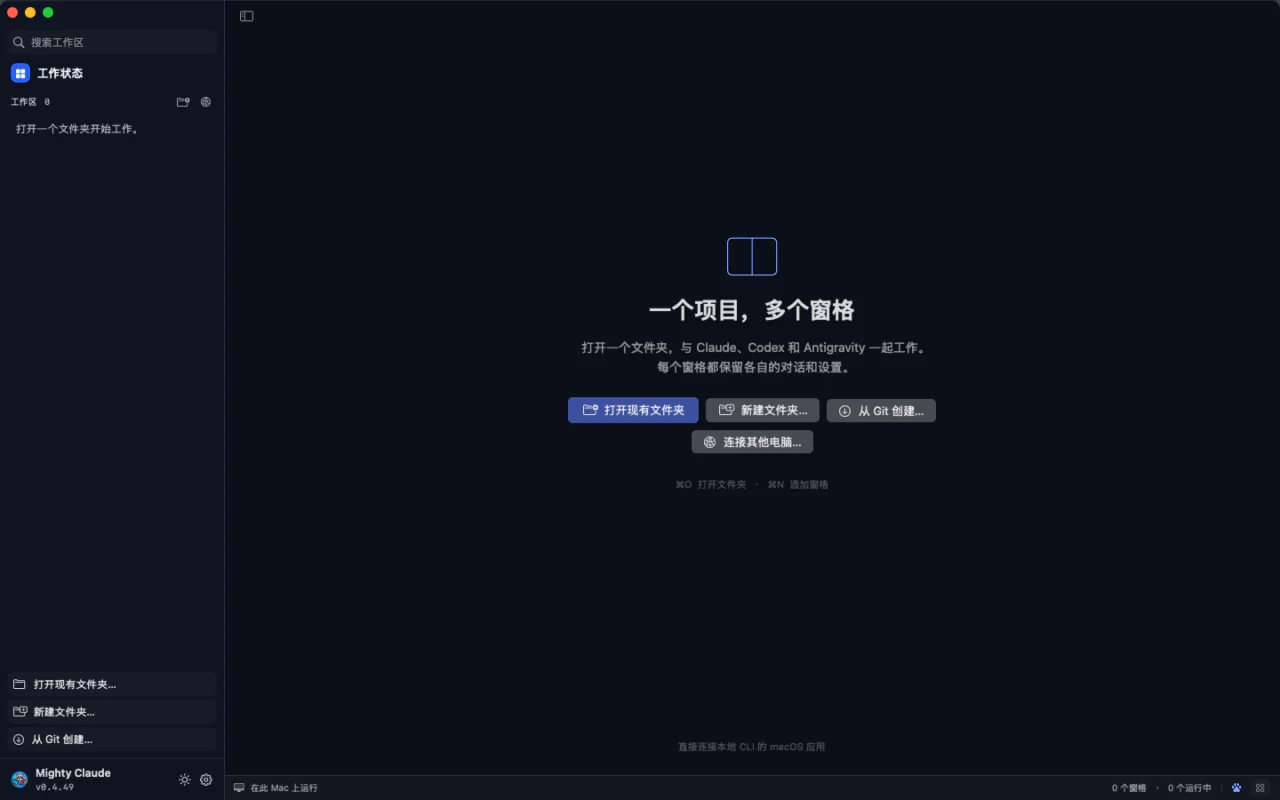 搜索工作区
工作状态
工作区 0
打开一个文件夹开始工作。
一个项目，多个窗格
打开一个文件夹，与 Claude、Codex 和 Antigravity 一起工作。
每个窗格都保留各自的对话和设置。
打开现有文件夹
新建文件夹...
从 Git 创建...
连接其他电脑...
⌘O 打开文件夹 · ⌘N 添加窗格
直接连接本地 CLI 的 macOS 应用
打开现有文件夹...
新建文件夹...
从 Git 创建...
Mighty Claude
v0.4.49
在此 Mac 上运行
0 个窗格 · 0 个运行中